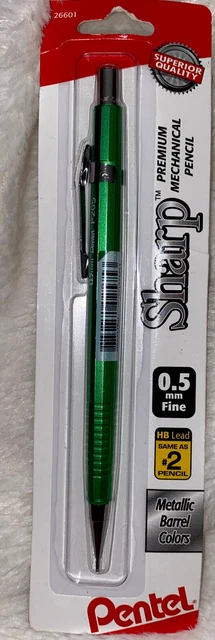 26601
SUPERIOR
QUALITY
Sharp™
PREMIUM
MECHANICAL
PENCIL
0.5
mm
Fine
HB Lead
SAME AS
#2
PENCIL
Metallic
Barrel
Colors
Pentel®